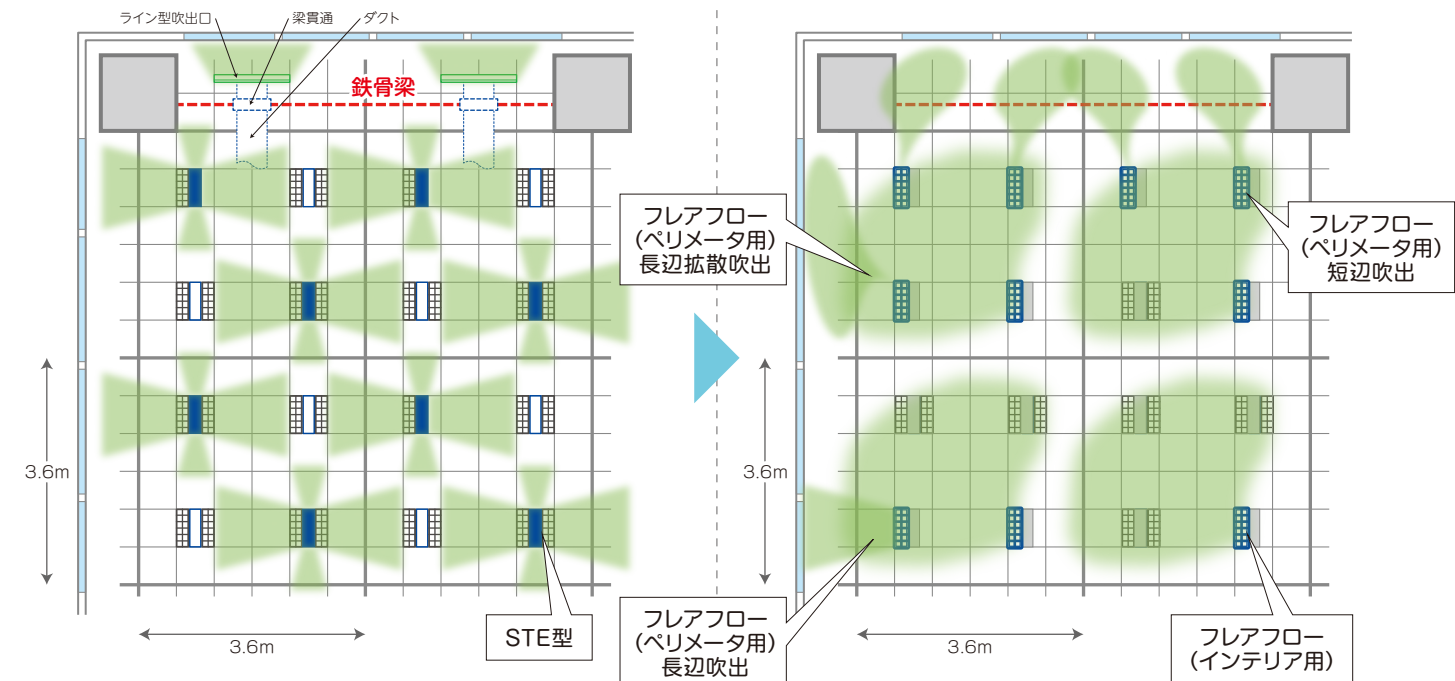 ライン型吹出口
梁貫通
ダクト
鉄骨梁
3.6m
3.6m
STE型
フレアフロー
(ペリメータ用)
長辺拡散吹出
フレアフロー
(ペリメータ用)
短辺吹出
3.6m
3.6m
フレアフロー
(ペリメータ用)
長辺吹出
フレアフロー
(インテリア用)